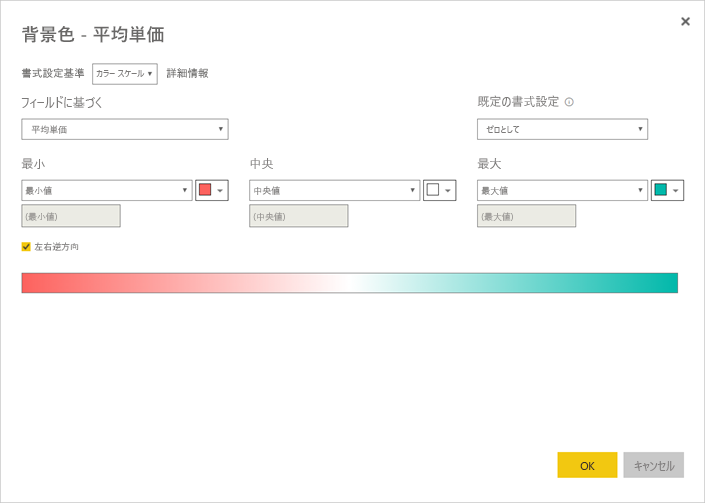 背景色 - 平均単価
書式設定基準 カラー スケール 詳細情報
フィールドに基づく 既定の書式設定
平均単価 ゼロとして
最小 中央 最大
最小値 中央値 最大値
(最小値) (中央値) (最大値)
左右逆方向
OK キャンセル